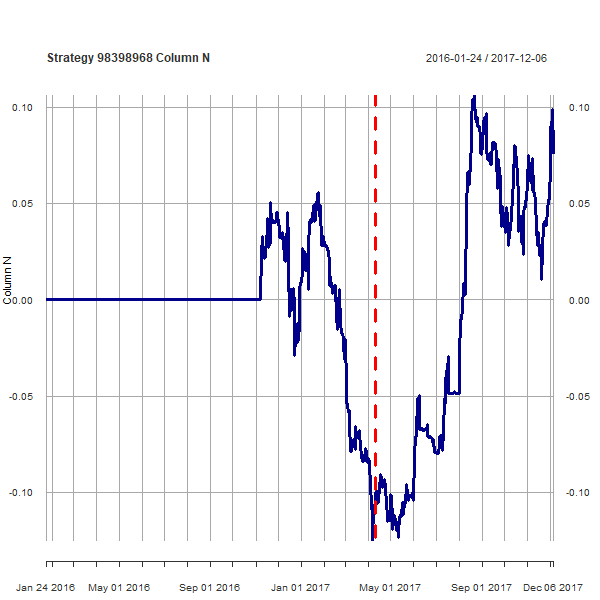 Strategy 98398968 Column N
2016-01-24 / 2017-12-06
0.10
0.05
0.00
-0.05
-0.10
Column N
0.10
0.05
0.00
-0.05
-0.10
Jan 24 2016
May 01 2016
Sep 01 2016
Jan 01 2017
May 01 2017
Sep 01 2017
Dec 06 2017